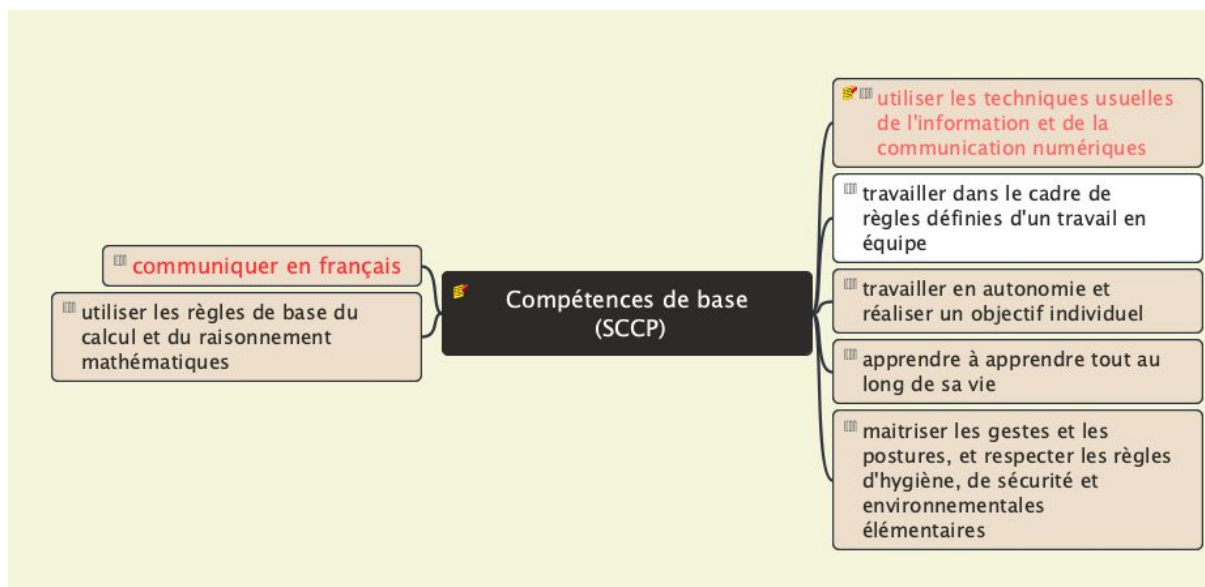 communiquer en français
utiliser les règles de base du
calcul et du raisonnement
mathématiques
Compétences de base
(SCCP)
utiliser les techniques usuelles
de l'information et de la
communication numériques
travailler dans le cadre de
règles définies d'un travail en
équipe
travailler en autonomie et
réaliser un objectif individuel
apprendre à apprendre tout au
long de sa vie
maitriser les gestes et les
postures, et respecter les règles
d'hygiène, de sécurité et
environnementales
élémentaires